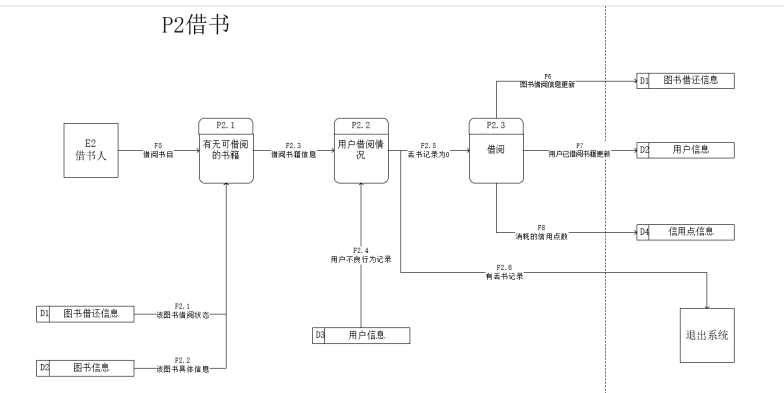 P2借书
F6
图书借阅信息更新
D1 图书借还信息
E2
借书人
F5
借阅书目
P2.1
有无可借阅
的书籍
F2.3
借阅书籍信息
P2.2
用户借阅情
况
F2.5
丢书记录为0
P2.3
借阅
F7
用户已借阅书籍更新
D2 用户信息
F8
消耗的信用点数
D4 信用点信息
F2.4
用户不良行为记录
F2.6
有丢书记录
D1 图书借还信息
F2.1
该图书借阅状态
D3 用户信息
退出系统
D2 图书信息
F2.2
该图书具体信息